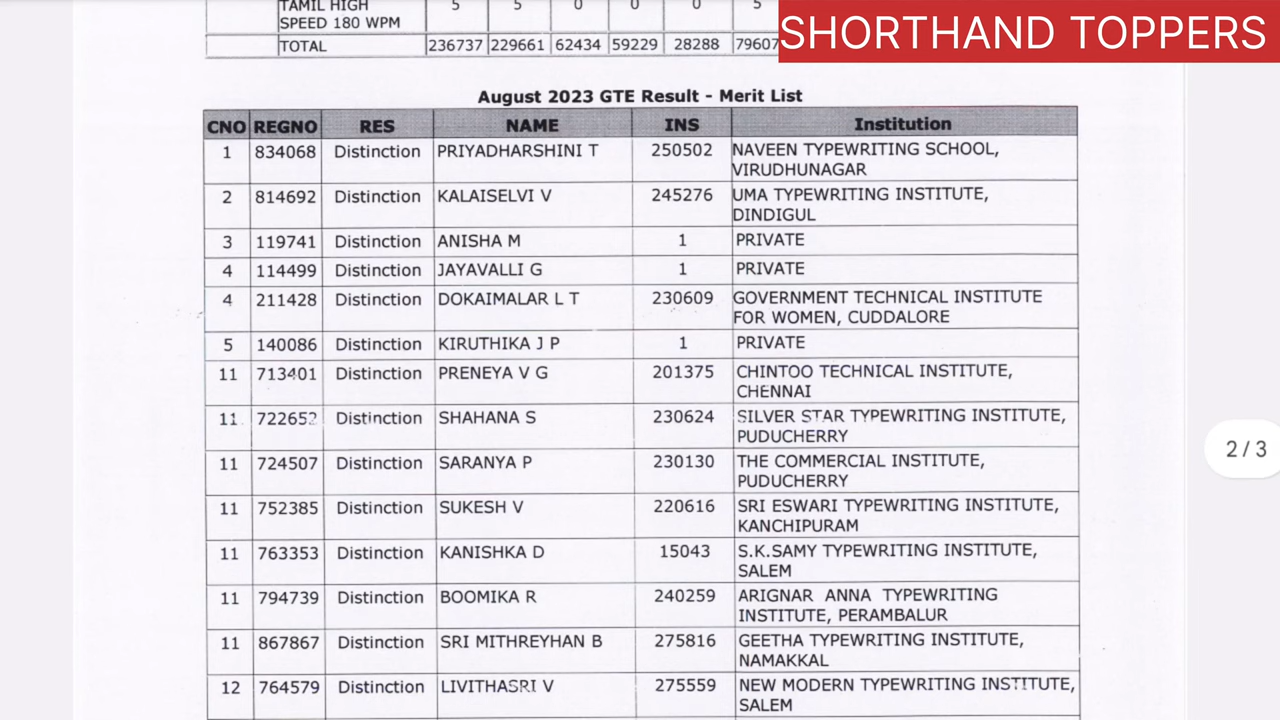 TAMIL HIGH 5 5 0 0 0 5
SPEED 180 WPM
SHORTHAND TOPPERS
TOTAL 236737 229661 62434 59229 28288 79607
August 2023 GTE Result - Merit List
CNO REGNO RES NAME INS Institution
1 834068 Distinction PRIYADHARSHINI T 250502 NAVEEN TYPEWRITING SCHOOL,
VIRUDHUNAGAR
2 814692 Distinction KALAISELVI V 245276 UMA TYPEWRITING INSTITUTE,
DINDIGUL
3 119741 Distinction ANISHA M 1 PRIVATE
4 114499 Distinction JAYAVALLI G 1 PRIVATE
4 211428 Distinction DOKAIMALAR L T 230609 GOVERNMENT TECHNICAL INSTITUTE
FOR WOMEN, CUDDALORE
5 140086 Distinction KIRUTHIKA J P 1 PRIVATE
11 713401 Distinction PRENEYA V G 201375 CHINTOO TECHNICAL INSTITUTE,
CHENNAI
11 722652 Distinction SHAHANA S 230624 SILVER STAR TYPEWRITING INSTITUTE,
PUDUCHERRY
11 724507 Distinction SARANYA P 230130 THE COMMERCIAL INSTITUTE,
PUDUCHERRY
11 752385 Distinction SUKESH V 220616 SRI ESWARI TYPEWRITING INSTITUTE,
KANCHIPURAM
11 763353 Distinction KANISHKA D 15043 S.K.SAMY TYPEWRITING INSTITUTE,
SALEM
11 794739 Distinction BOOMIKA R 240259 ARIGNAR ANNA TYPEWRITING
INSTITUTE, PERAMBALUR
11 867867 Distinction SRI MITHREYHAN B 275816 GEETHA TYPEWRITING INSTITUTE,
NAMAKKAL
12 764579 Distinction LIVITHASRI V 275559 NEW MODERN TYPEWRITING INSTITUTE,
SALEM
2 / 3